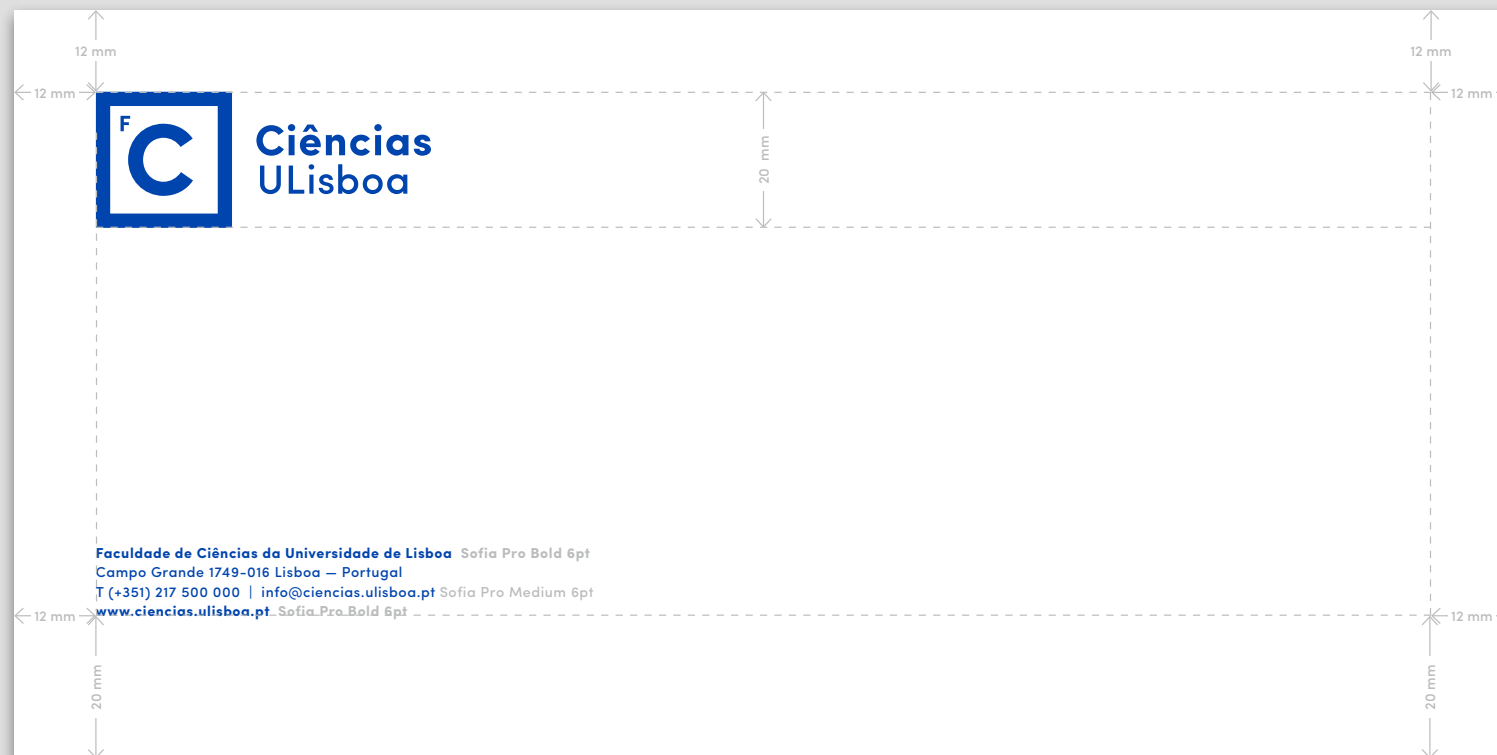 12 mm
12 mm
12 mm
12 mm
F
C
Ciências
ULisboa
20 mm
Faculdade de Ciências da Universidade de Lisboa Sofia Pro Bold 6pt
Campo Grande 1749-016 Lisboa — Portugal
T (+351) 217 500 000 | info@ciencias.ulisboa.pt Sofia Pro Medium 6pt
www.ciencias.ulisboa.pt Sofia Pro Bold 6pt
12 mm
12 mm
20 mm
20 mm